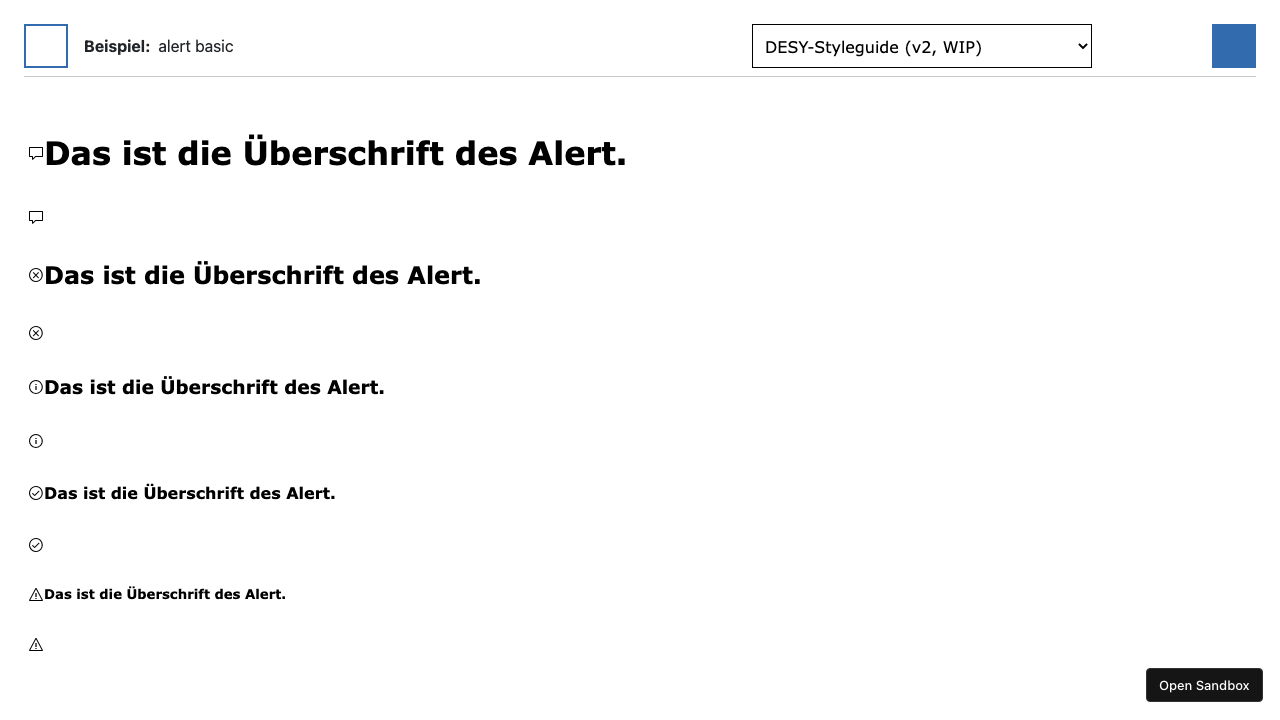 Beispiel: alert basic
DESY-Styleguide (v2, WIP)
Das ist die Überschrift des Alert.
Das ist die Überschrift des Alert.
Das ist die Überschrift des Alert.
Das ist die Überschrift des Alert.
Das ist die Überschrift des Alert.
Open Sandbox